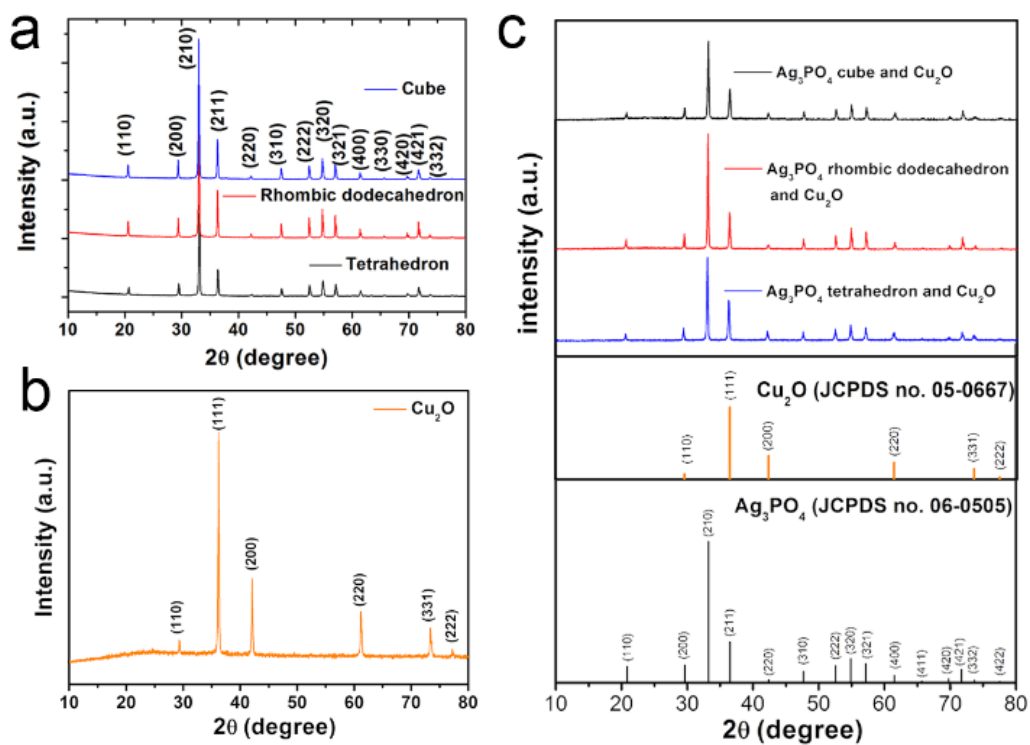 a
Intensity (a.u.)
(110)
(200)
(210)
(211)
(220)
(310)
(222)
(320)
(321)
(400)
(330)
(420)
(421)
(332)
Cube
Rhombic dodecahedron
Tetrahedron
10 20 30 40 50 60 70 80
2θ (degree)
b
Intensity (a.u.)
Cu₂O
(110)
(111)
(200)
(220)
(331)
(222)
10 20 30 40 50 60 70 80
2θ (degree)
c
intensity (a.u.)
Ag₃PO₄ cube and Cu₂O
Ag₃PO₄ rhombic dodecahedron
and Cu₂O
Ag₃PO₄ tetrahedron and Cu₂O
Cu₂O (JCPDS no. 05-0667)
(110)
(111)
(200)
(220)
(331)
(222)
Ag₃PO₄ (JCPDS no. 06-0505)
(110)
(200)
(210)
(211)
(220)
(310)
(222)
(320)
(321)
(400)
(411)
(420)
(421)
(332)
(422)
10 20 30 40 50 60 70 80
2θ (degree)